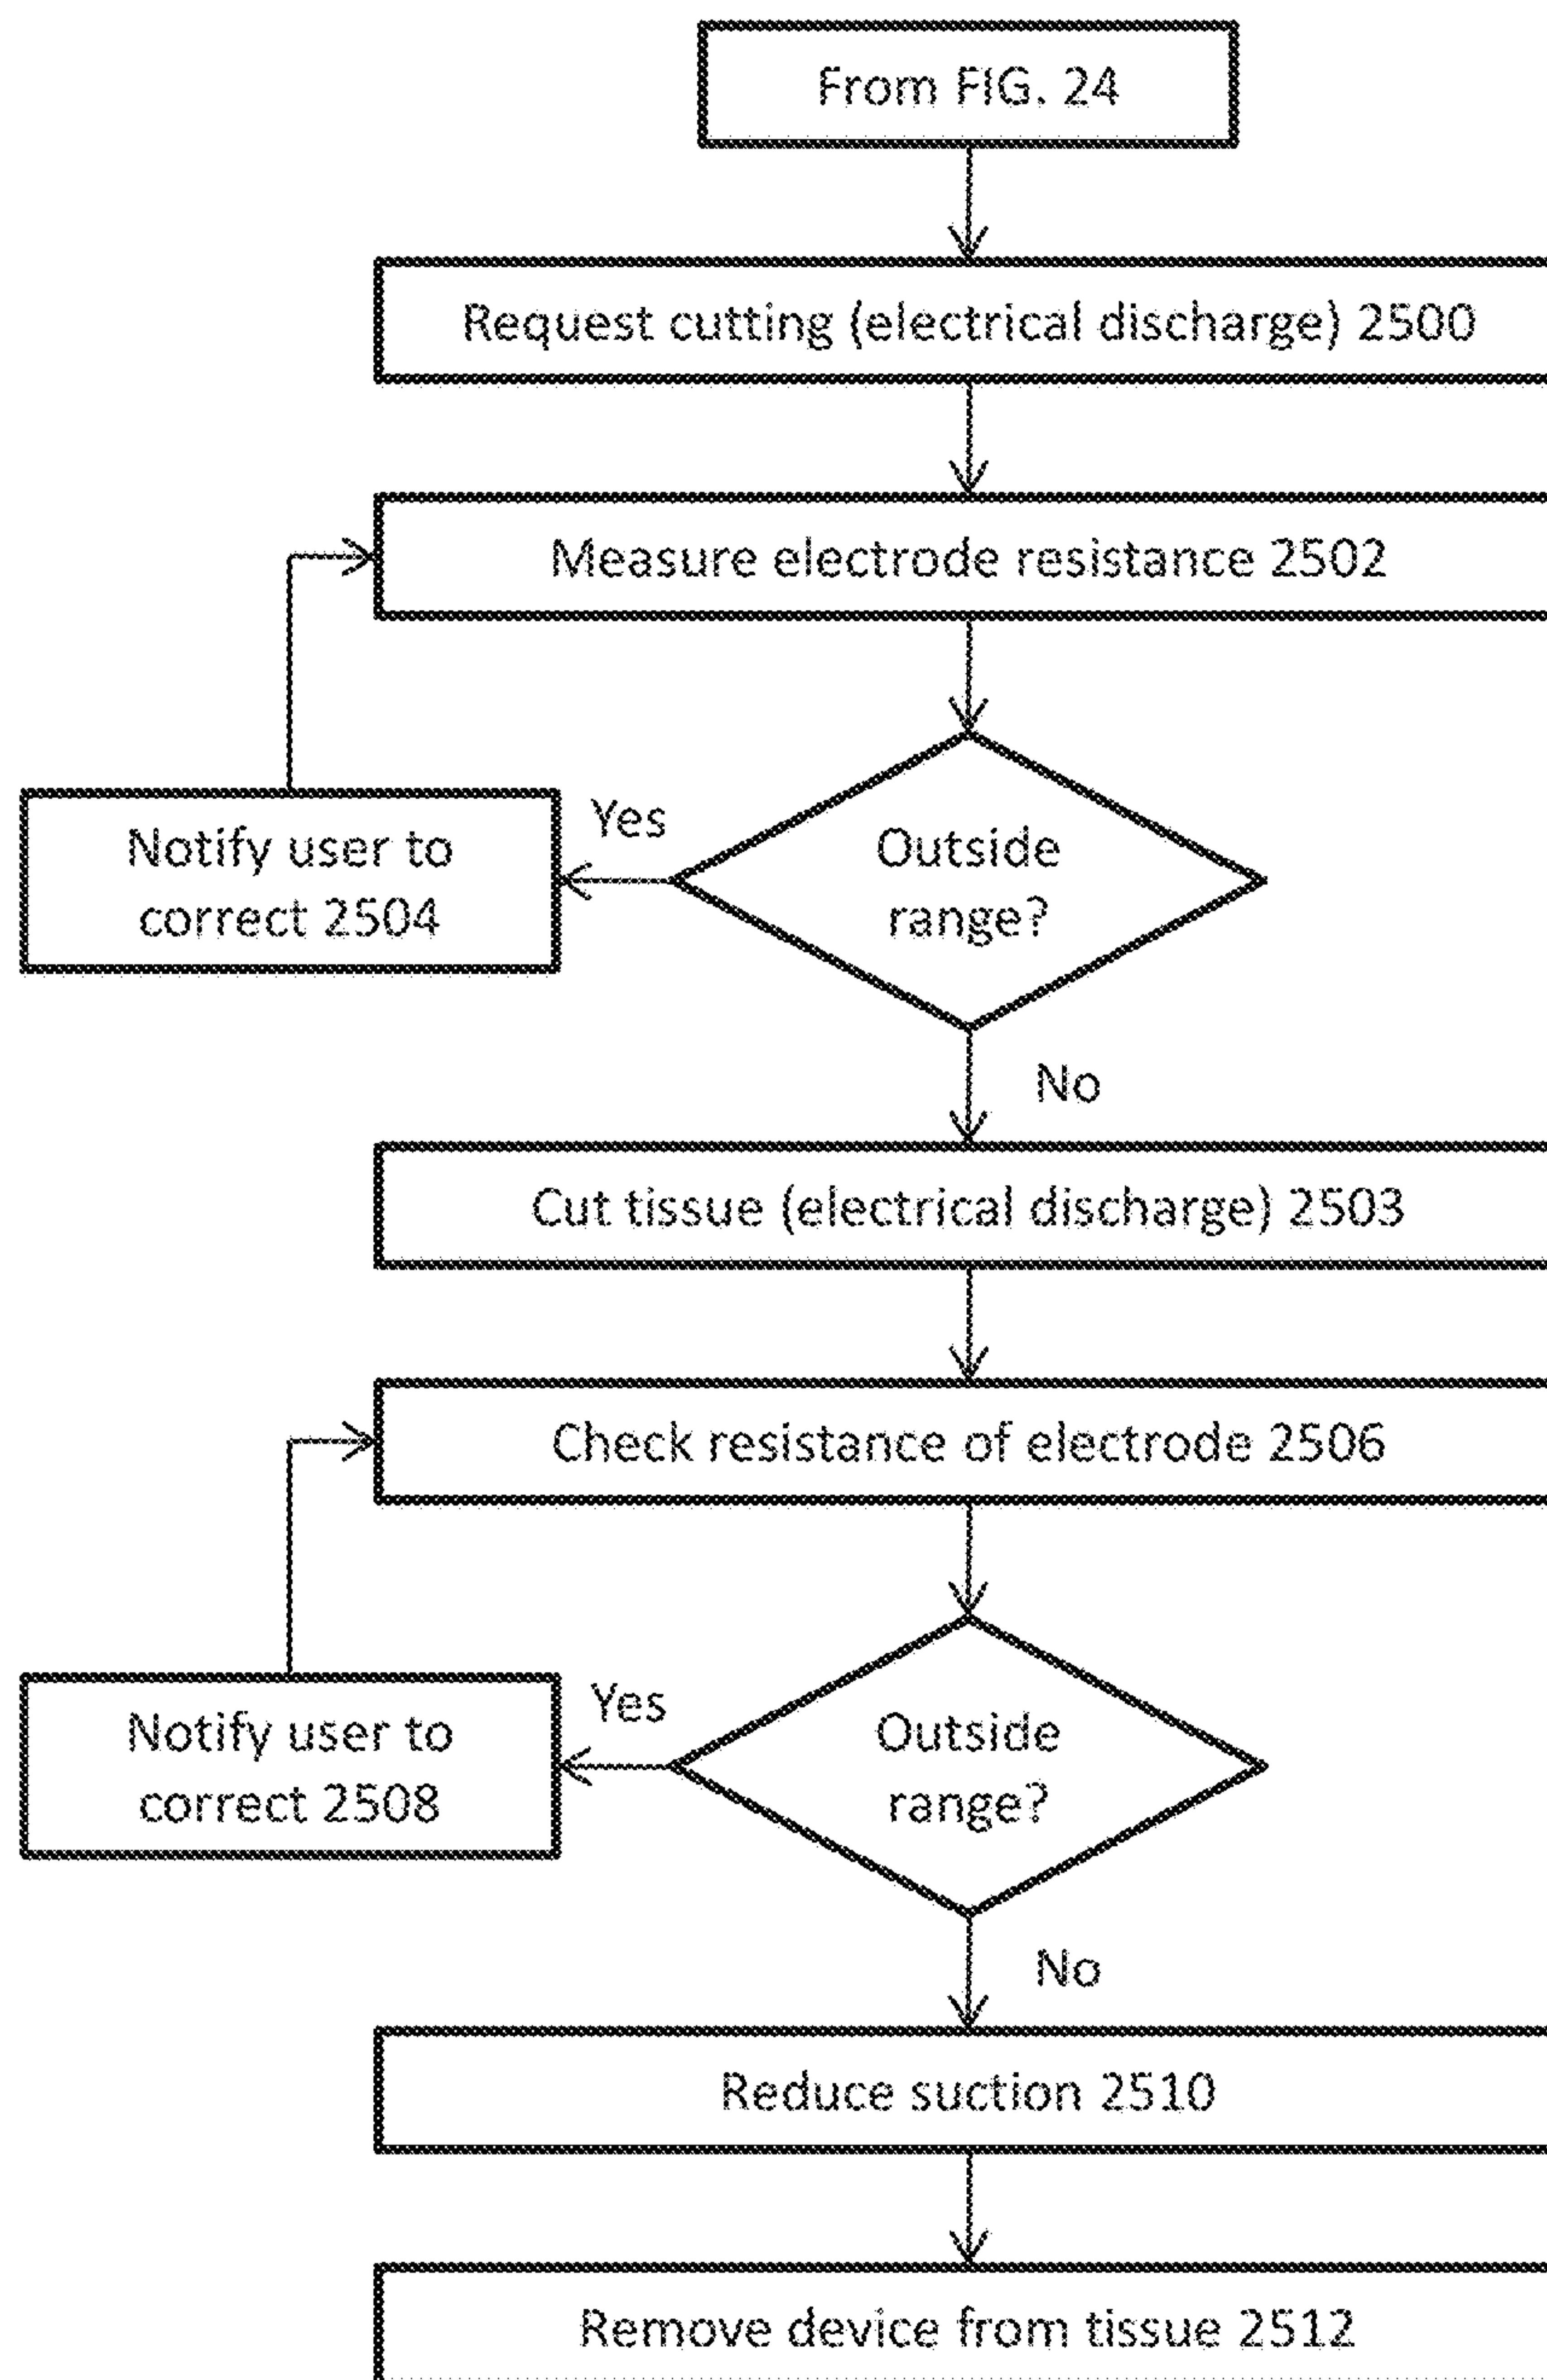 From FIG. 24
Request cutting (electrical discharge) 2500
Measure electrode resistance 2502
Yes
Notify user to
correct 2504
Outside
range?
No
Cut tissue (electrical discharge) 2503
Check resistance of electrode 2506
Yes
Notify user to
correct 2508
Outside
range?
No
Reduce suction 2510
Remove device from tissue 2512